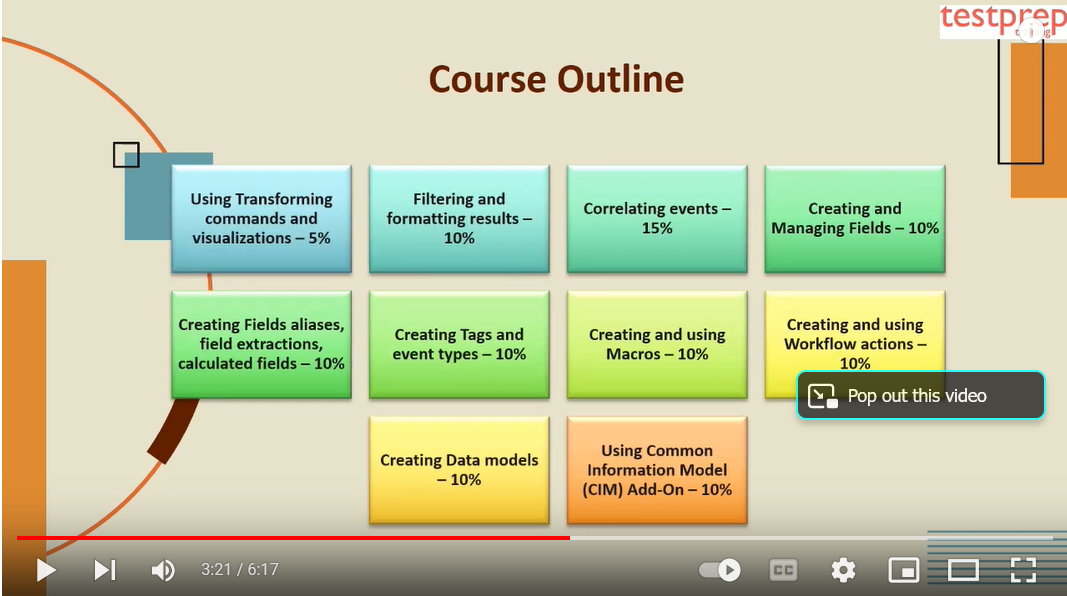 testprep
Course Outline
Using Transforming
commands and
visualizations – 5%
Filtering and
formatting results –
10%
Correlating events –
15%
Creating and
Managing Fields – 10%
Creating Fields aliases,
field extractions,
calculated fields – 10%
Creating Tags and
event types – 10%
Creating and using
Macros – 10%
Creating and using
Workflow actions –
10%
Pop out this video
Creating Data models
– 10%
Using Common
Information Model
(CIM) Add-On – 10%
3:21 / 6:17
CC